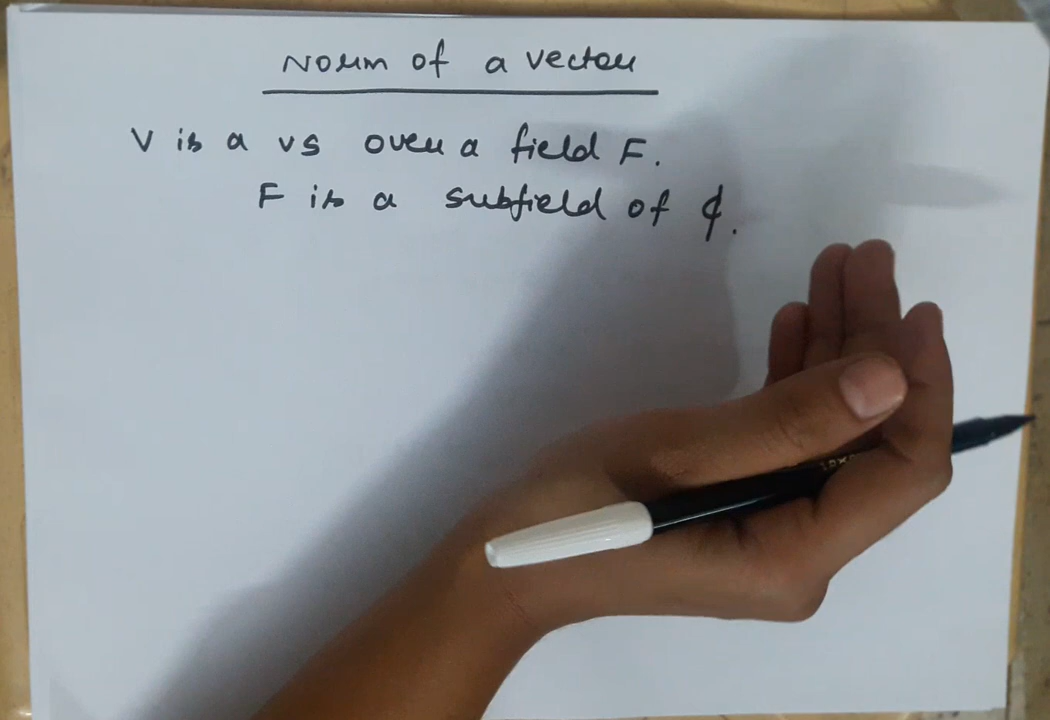 Norm of a vector
V is a vs over a field F.
F is a subfield of ₵.